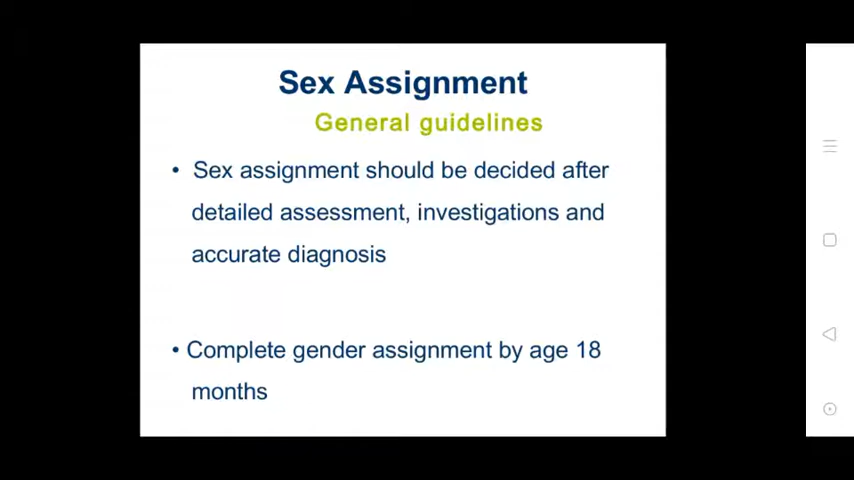 Sex Assignment
General guidelines
• Sex assignment should be decided after
detailed assessment, investigations and
accurate diagnosis
• Complete gender assignment by age 18
months